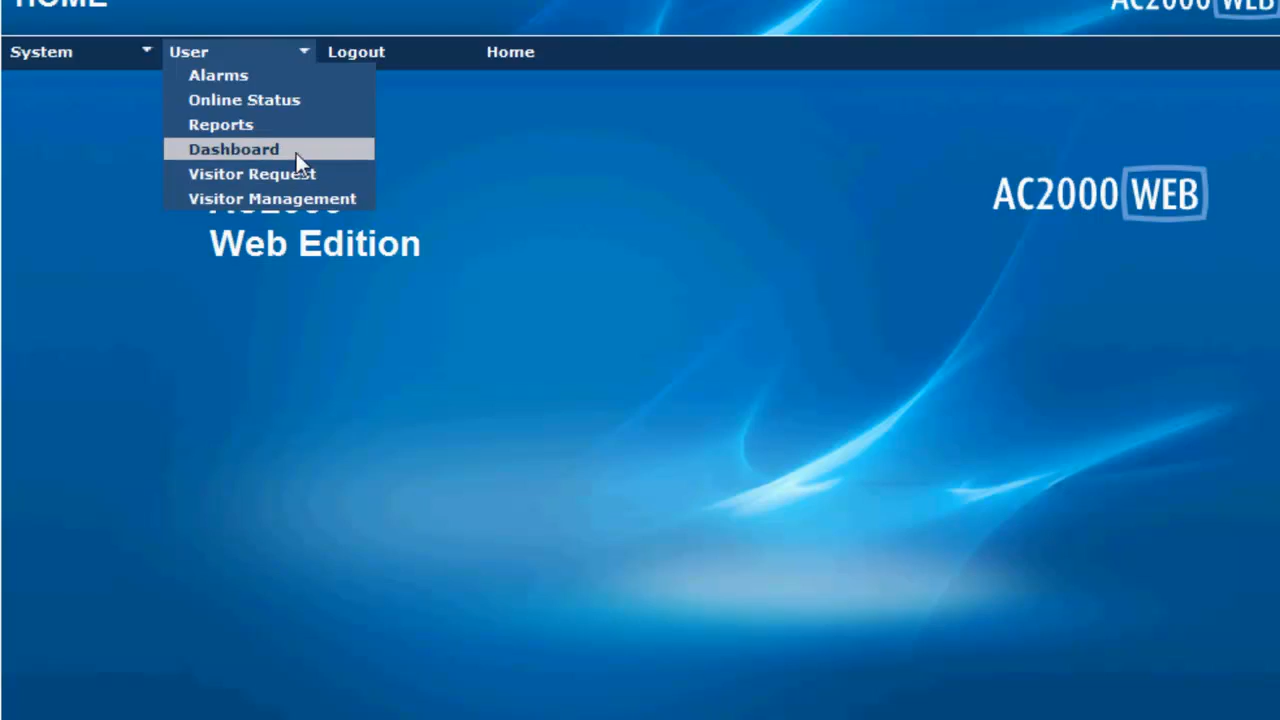 HOME
AC2000 WEB
System User Logout Home
Alarms
Online Status
Reports
Dashboard
Visitor Request
Visitor Management
AC2000
Web Edition
AC2000 WEB